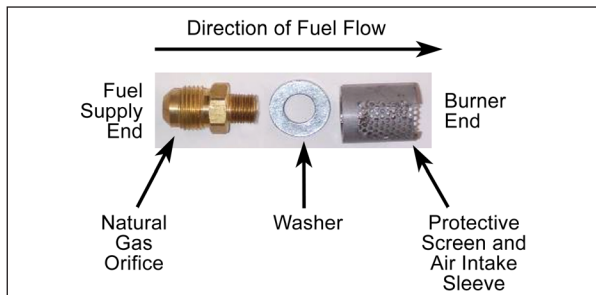 Direction of Fuel Flow
Fuel
Supply
End
Burner
End
Natural
Gas
Orifice
Washer
Protective
Screen and
Air Intake
Sleeve